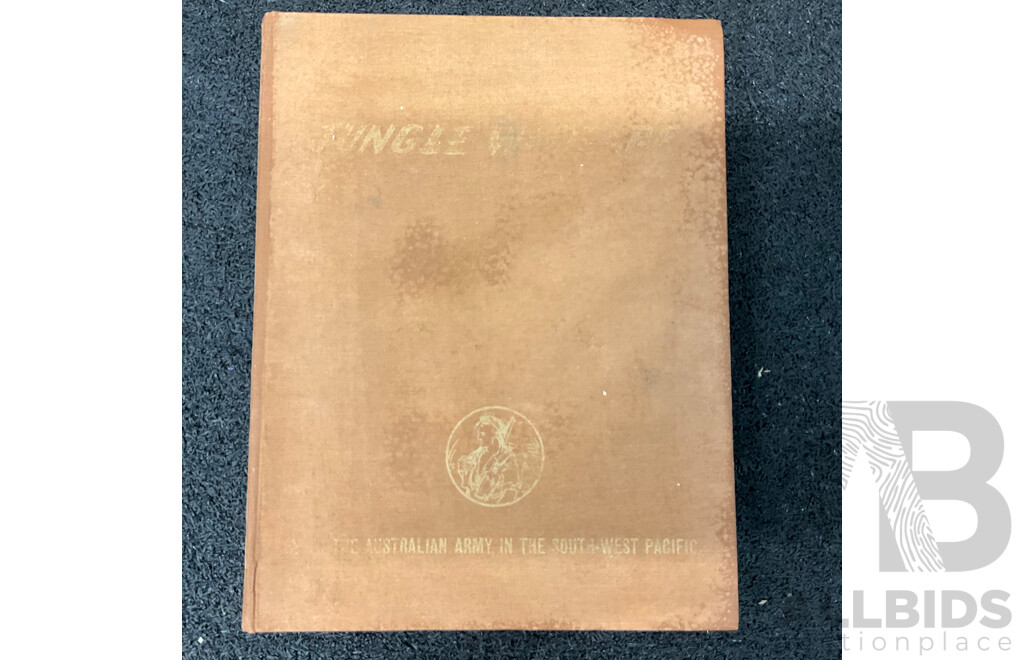 JUNGLE
THE AUSTRALIAN ARMY IN THE SOUTH-WEST PACIFIC
B
LLBIDS
tionplace